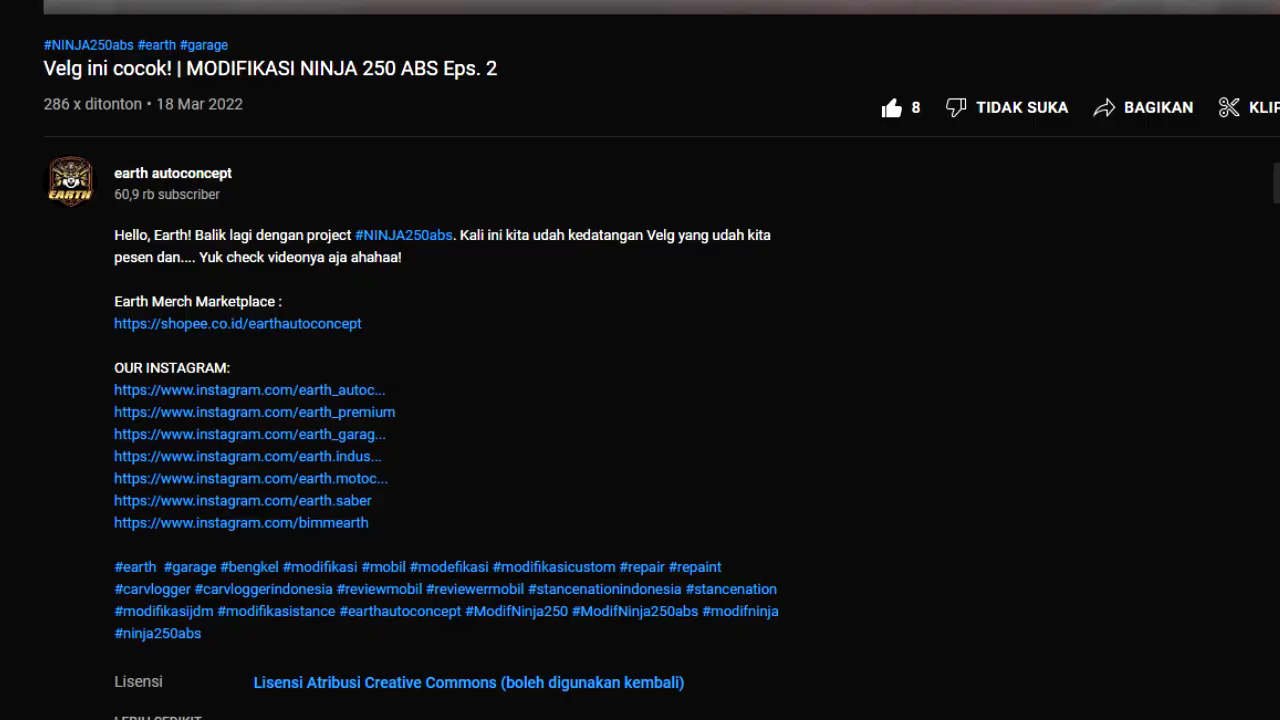 #NINJA250abs #earth #garage
Velg ini cocok! | MODIFIKASI NINJA 250 ABS Eps. 2
286 x ditonton • 18 Mar 2022
8 TIDAK SUKA BAGIKAN KLIP
EARTH
earth autoconcept
60,9 rb subscriber
Hello, Earth! Balik lagi dengan project #NINJA250abs. Kali ini kita udah kedatangan Velg yang udah kita
pesen dan.... Yuk check videonya aja ahahaa!
Earth Merch Marketplace :
https://shopee.co.id/earthautoconcept
OUR INSTAGRAM:
https://www.instagram.com/earth_autoc...
https://www.instagram.com/earth_premium
https://www.instagram.com/earth_garag...
https://www.instagram.com/earth.indus...
https://www.instagram.com/earth.motoc...
https://www.instagram.com/earth.saber
https://www.instagram.com/bimmearth
#earth #garage #bengkel #modifikasi #mobil #modefikasi #modifikasicustom #repair #repaint
#carvlogger #carvloggerindonesia #reviewmobil #reviewermobil #stancenationindonesia #stancenation
#modifikasijdm #modifikasistance #earthautoconcept #ModifNinja250 #ModifNinja250abs #modifninja
#ninja250abs
Lisensi Lisensi Atribusi Creative Commons (boleh digunakan kembali)
LEBIH SEDIKIT